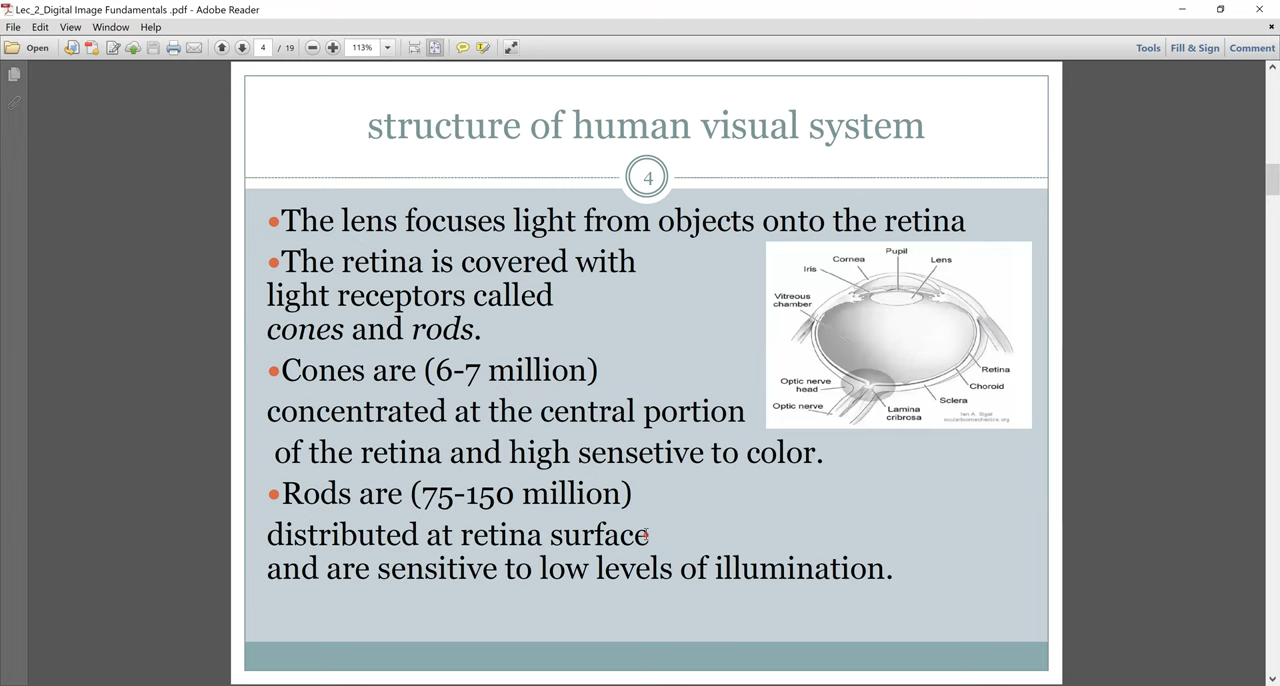 Lec_2_Digital Image Fundamentals .pdf - Adobe Reader
File Edit View Window Help
Open 4 / 19 113% Tools Fill & Sign Comment
structure of human visual system
4
•The lens focuses light from objects onto the retina
•The retina is covered with
light receptors called
cones and rods.
•Cones are (6-7 million)
concentrated at the central portion
of the retina and high sensetive to color.
•Rods are (75-150 million)
distributed at retina surface
and are sensitive to low levels of illumination.
Pupil
Cornea
Lens
Iris
Vitreous
chamber
Retina
Optic nerve
head
Choroid
Sclera
Optic nerve
Lamina
cribrosa
Ian A. Sigal
ocularbiomechanics.org